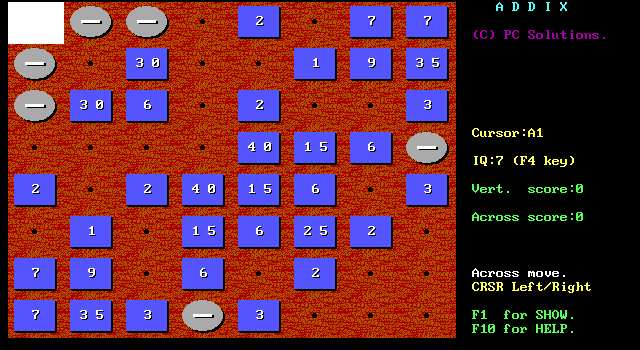 A D D I X
2 7 7
(C) PC Solutions.
30 1 9 35
30 6 2 3
Cursor:A1
40 15 6
IQ:7 (F4 key)
2 2 40 15 6 3
Vert.  score:0
Across score:0
1 15 6 25 2
7 9 6 2
Across move.
CRSR Left/Right
7 35 3 3
F1  for SHOW.
F10 for HELP.